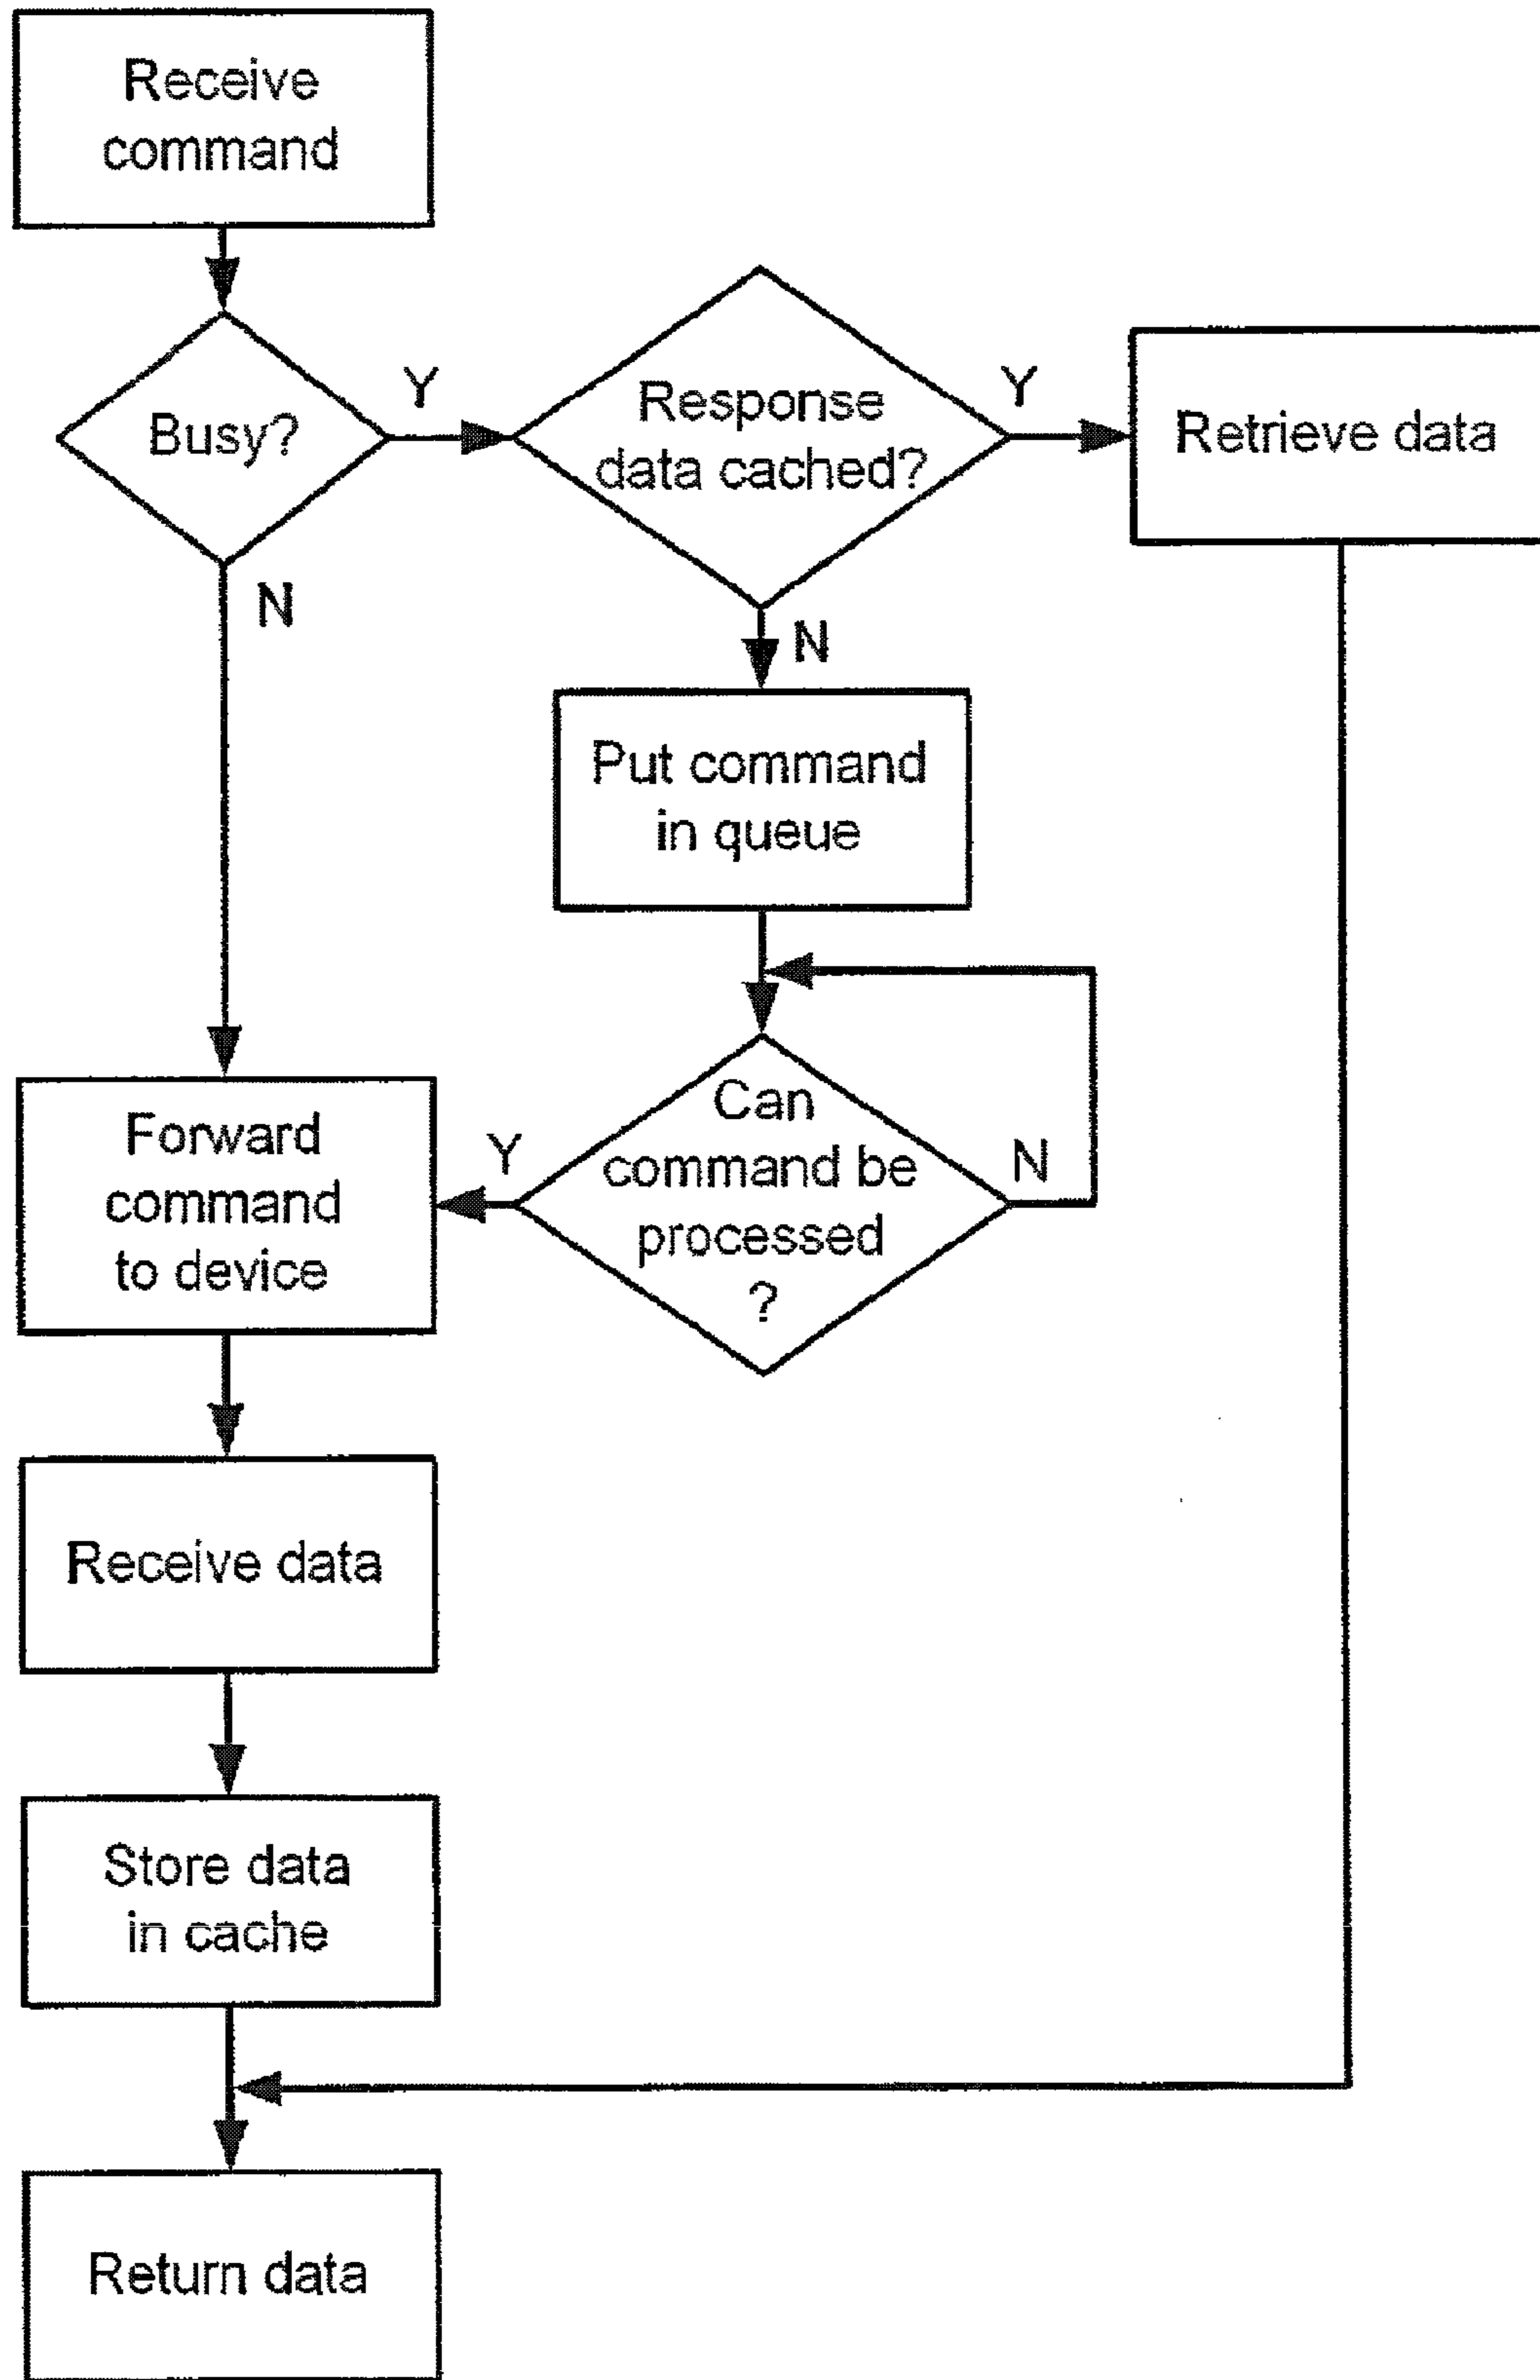 Receive
command
Busy?
Y
N
Response
data cached?
Y
N
Retrieve data
Put command
in queue
Can
command be
processed
?
Y
N
Forward
command
to device
Receive data
Store data
in cache
Return data